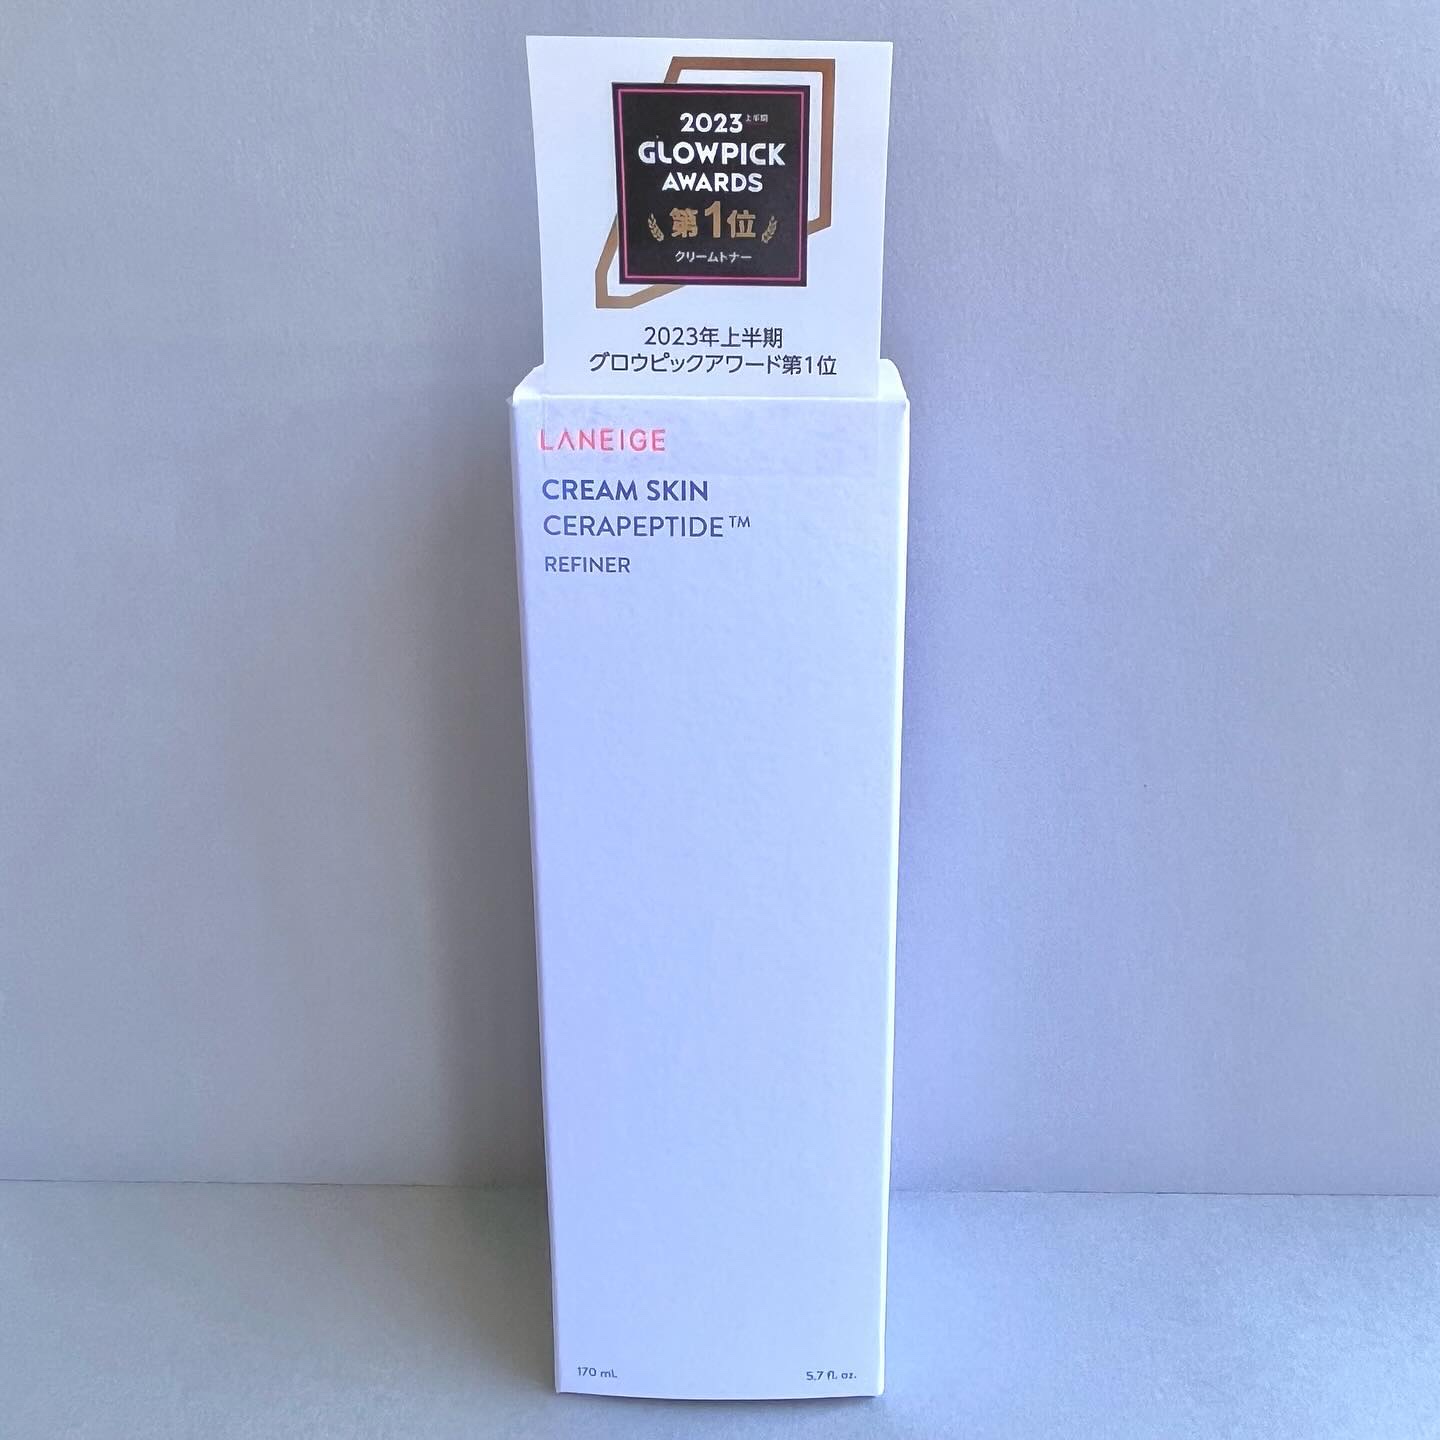 2023 上半期
GLOWPICK
AWARDS
第1位
クリームトナー
2023年上半期
グロウピックアワード第1位
LANEIGE
CREAM SKIN
CERAPEPTIDE™
REFINER
170 mL 5.7 fl. oz.